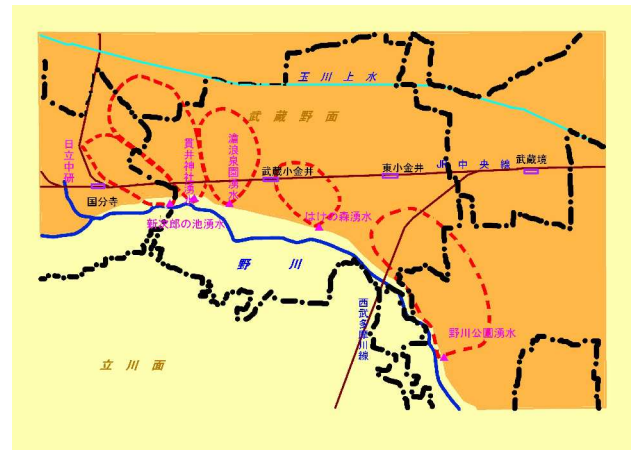 玉川上水
武蔵野面
日立中研
貫井神社湧水
滄浪泉園湧水
武蔵小金井
東小金井
JR中央線
武蔵境
国分寺
新次郎の池湧水
はけの森湧水
野川
西武多摩川線
野川公園湧水
立川面